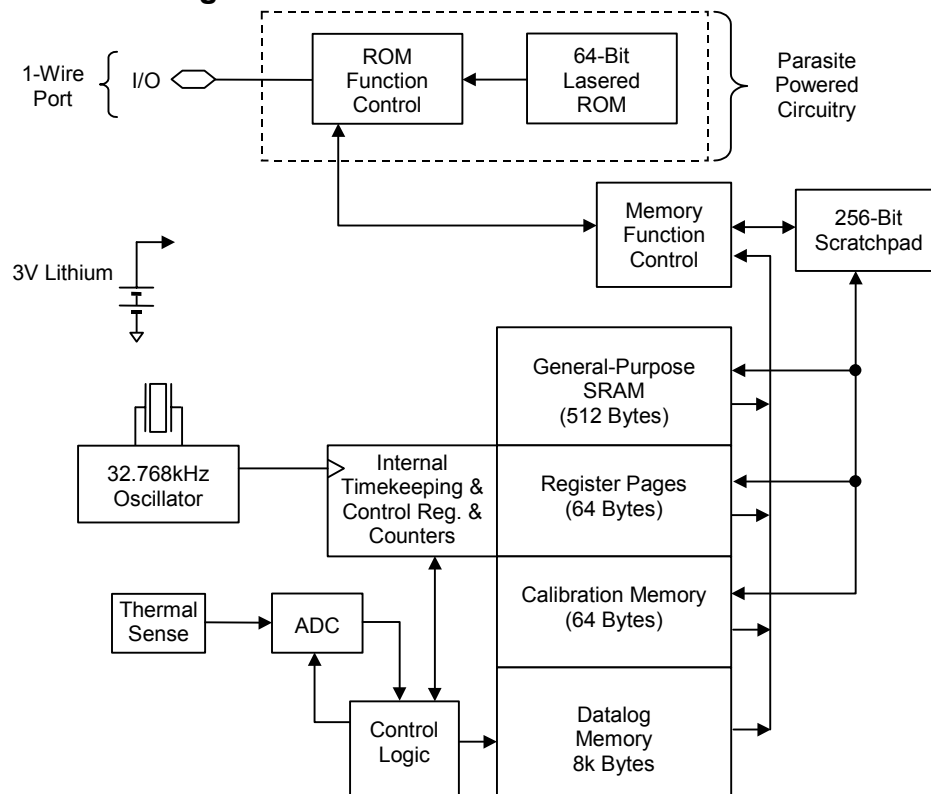 g
ROM
Function
Control
64-Bit
Lasered
ROM
1-Wire
Port
I/O
Parasite
Powered
Circuitry
Memory
Function
Control
256-Bit
Scratchpad
3V Lithium
General-Purpose
SRAM
(512 Bytes)
32.768kHz
Oscillator
Internal
Timekeeping &
Control Reg. &
Counters
Register Pages
(64 Bytes)
Calibration Memory
(64 Bytes)
Thermal
Sense
ADC
Control
Logic
Datalog
Memory
8k Bytes